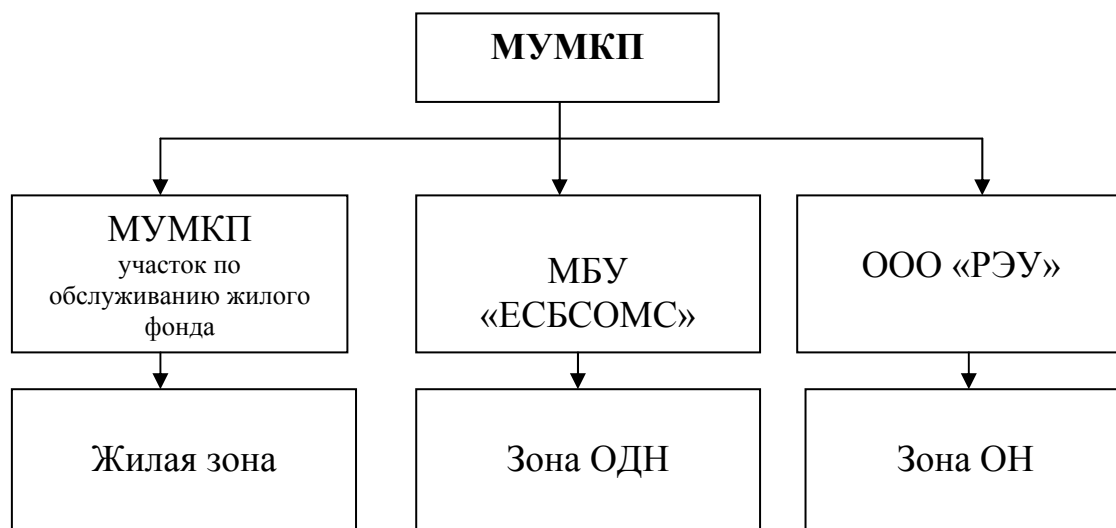 МУМКП
МУМКП
участок по
обслуживанию жилого
фонда
МБУ
«ЕСБСОМС»
ООО «РЭУ»
Жилая зона
Зона ОДН
Зона ОН